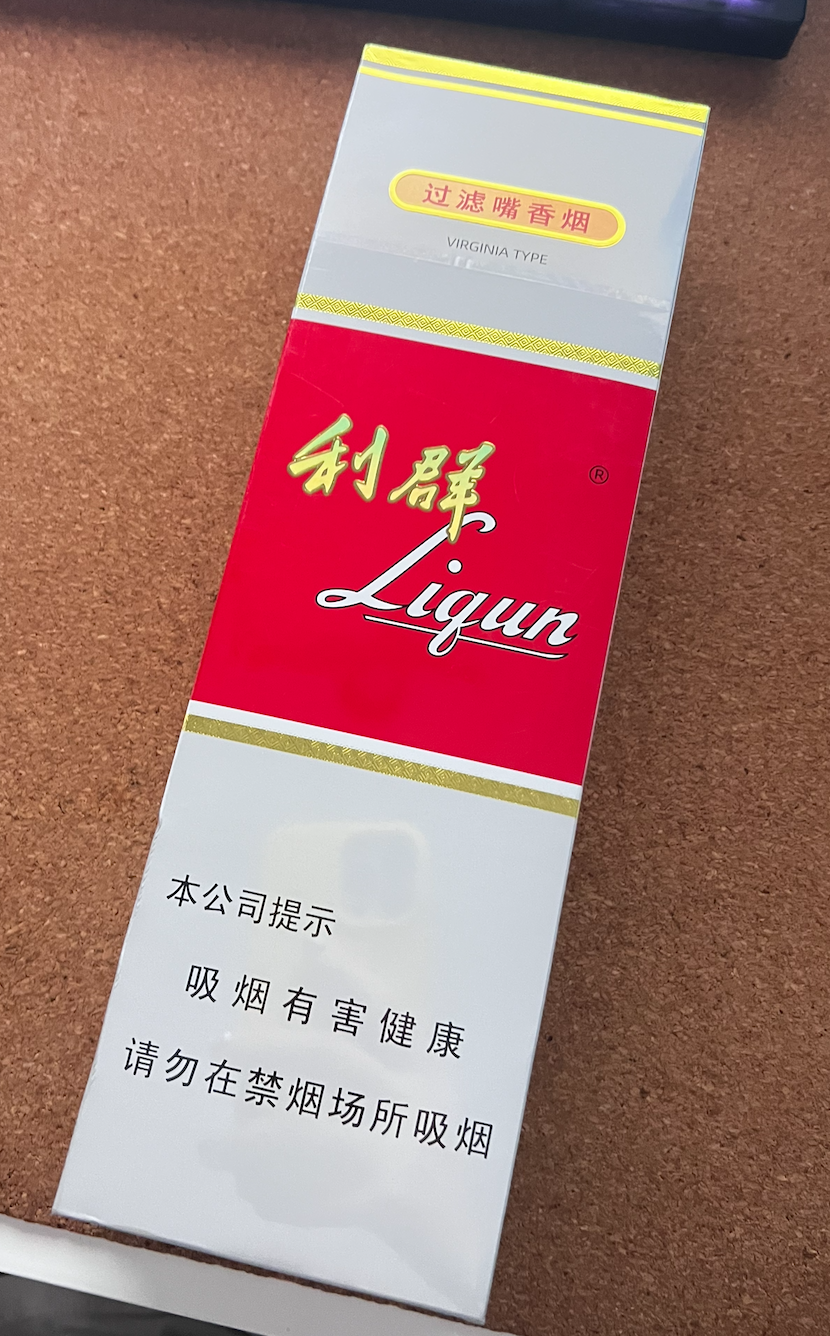 过滤嘴香烟
VIRGINIA TYPE
利群
®
Liqun
本公司提示
吸烟有害健康
请勿在禁烟场所吸烟